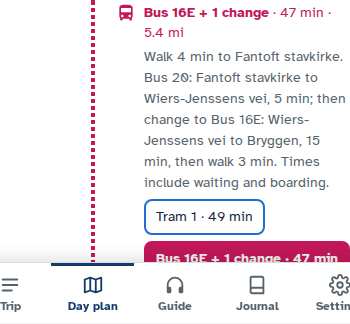 Bus 16E + 1 change · 47 min ·
5.4 mi
Walk 4 min to Fantoft stavkirke.
Bus 20: Fantoft stavkirke to
Wiers-Jenssens vei, 5 min; then
change to Bus 16E: Wiers-
Jenssens vei to Bryggen, 15
min, then walk 3 min. Times
include waiting and boarding.
Tram 1 · 49 min
Bus 16E + 1 change · 47 min
Trip
Day plan
Guide
Journal